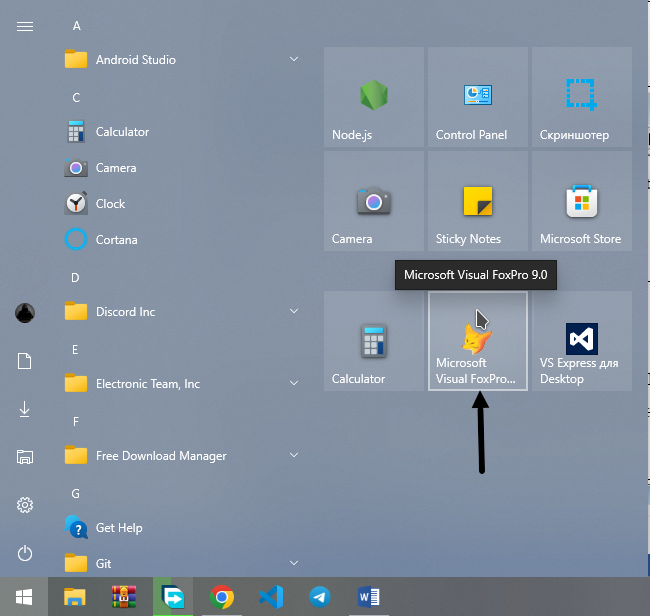 A
Android Studio
C
Calculator
Camera
Clock
Cortana
D
Discord Inc
E
Electronic Team, Inc
F
Free Download Manager
G
Get Help
Git
Node.js
Control Panel
Скриншотер
Camera
Sticky Notes
Microsoft Store
Microsoft Visual FoxPro 9.0
Calculator
Microsoft
Visual FoxPro...
VS Express для
Desktop